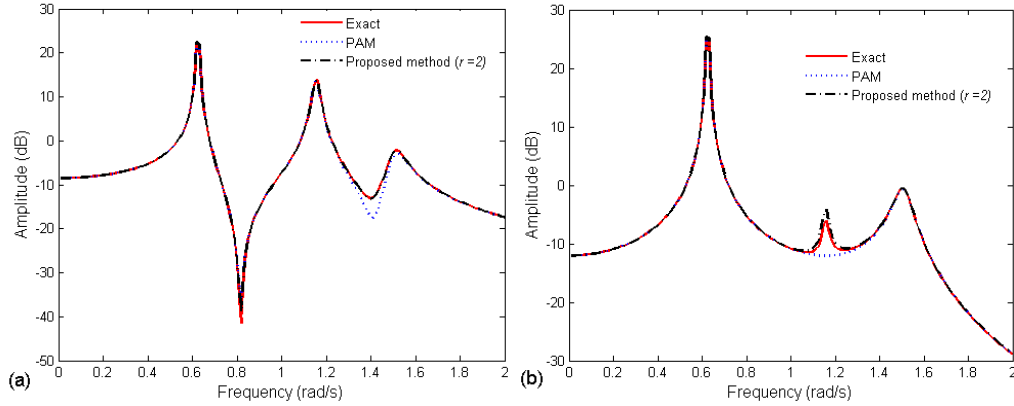 30
20
10
0
-10
-20
-30
-40
-50
Amplitude (dB)
Exact
PAM
Proposed method (r =2)
0 0.2 0.4 0.6 0.8 1 1.2 1.4 1.6 1.8 2
Frequency (rad/s)
(a)
30
20
10
0
-10
-20
-30
Amplitude (dB)
Exact
PAM
Proposed method (r =2)
0 0.2 0.4 0.6 0.8 1 1.2 1.4 1.6 1.8 2
Frequency (rad/s)
(b)